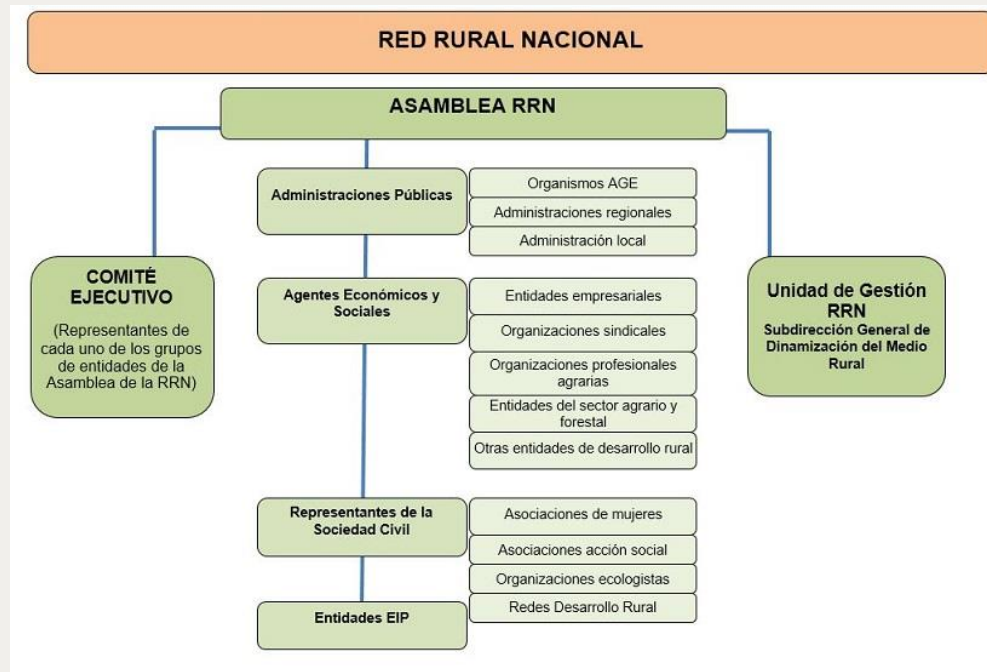 RED RURAL NACIONAL
ASAMBLEA RRN
COMITÉ
EJECUTIVO
(Representantes de
cada uno de los grupos
de entidades de la
Asamblea de la RRN)
Administraciones Públicas
Organismos AGE
Administraciones regionales
Administración local
Agentes Económicos y
Sociales
Entidades empresariales
Organizaciones sindicales
Organizaciones profesionales
agrarias
Entidades del sector agrario y
forestal
Otras entidades de desarrollo rural
Representantes de la
Sociedad Civil
Asociaciones de mujeres
Asociaciones acción social
Organizaciones ecologistas
Redes Desarrollo Rural
Entidades EIP
Unidad de Gestión
RRN
Subdirección General de
Dinamización del Medio
Rural